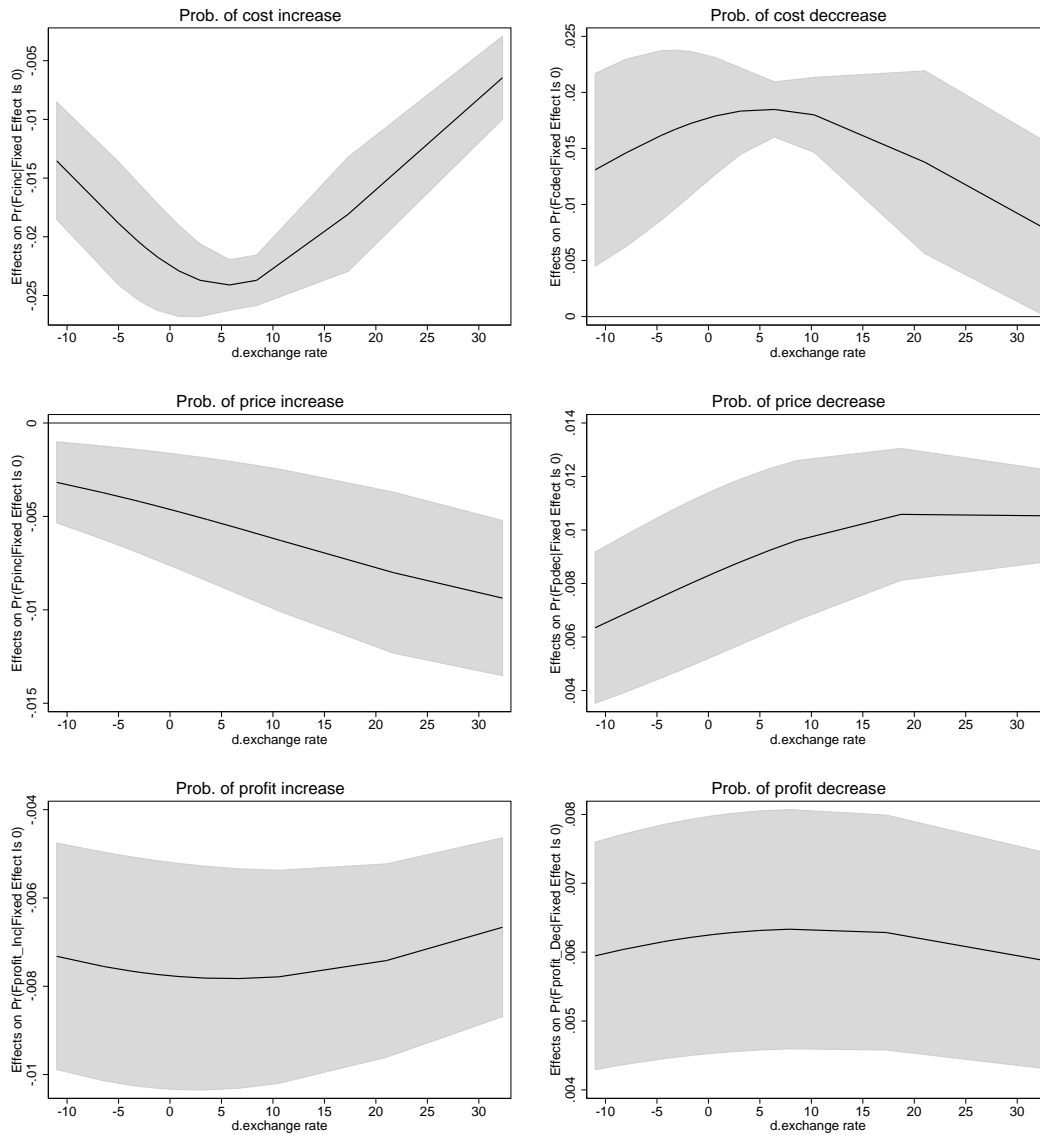 Prob. of cost increase
Effects on Pr(Fcinc|Fixed Effect Is 0)
-.005
-.01
-.015
-.02
-.025
-10 -5 0 5 10 15 20 25 30
d.exchange rate
Prob. of cost deccrease
Effects on Pr(Fcdec|Fixed Effect Is 0)
.025
.02
.015
.01
.005
0
-10 -5 0 5 10 15 20 25 30
d.exchange rate
Prob. of price increase
Effects on Pr(Fpinc|Fixed Effect Is 0)
0
-.005
-.01
-.015
-10 -5 0 5 10 15 20 25 30
d.exchange rate
Prob. of price decrease
Effects on Pr(Fpdec|Fixed Effect Is 0)
.014
.012
.01
.008
.006
.004
-10 -5 0 5 10 15 20 25 30
d.exchange rate
Prob. of profit increase
Effects on Pr(Fprofit_Inc|Fixed Effect Is 0)
-.004
-.006
-.008
-.01
-10 -5 0 5 10 15 20 25 30
d.exchange rate
Prob. of profit decrease
Effects on Pr(Fprofit_Dec|Fixed Effect Is 0)
.008
.007
.006
.005
.004
-10 -5 0 5 10 15 20 25 30
d.exchange rate